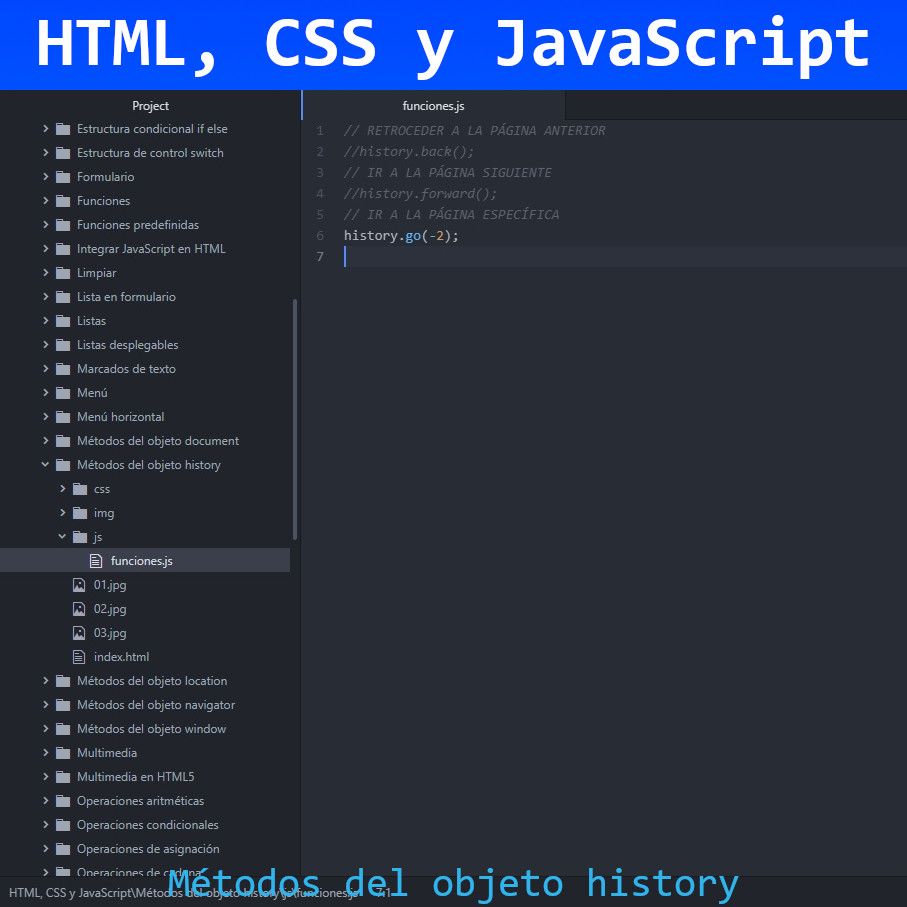 HTML, CSS y JavaScript
Project
Estructura condicional if else
Estructura de control switch
Formulario
Funciones
Funciones predefinidas
Integrar JavaScript en HTML
Limpiar
Lista en formulario
Listas
Listas desplegables
Marcados de texto
Menú
Menú horizontal
Métodos del objeto document
Métodos del objeto history
css
img
js
funciones.js
01.jpg
02.jpg
03.jpg
index.html
Métodos del objeto location
Métodos del objeto navigator
Métodos del objeto window
Multimedia
Multimedia en HTML5
Operaciones aritméticas
Operaciones condicionales
Operaciones de asignación
Operaciones de cadena
funciones.js
1 // RETROCEDER A LA PÁGINA ANTERIOR
2 //history.back();
3 // IR A LA PÁGINA SIGUIENTE
4 //history.forward();
5 // IR A LA PÁGINA ESPECÍFICA
6 history.go(-2);
7
HTML, CSS y JavaScript\Métodos del objeto history\js\funciones.js 7:1
Métodos del objeto history